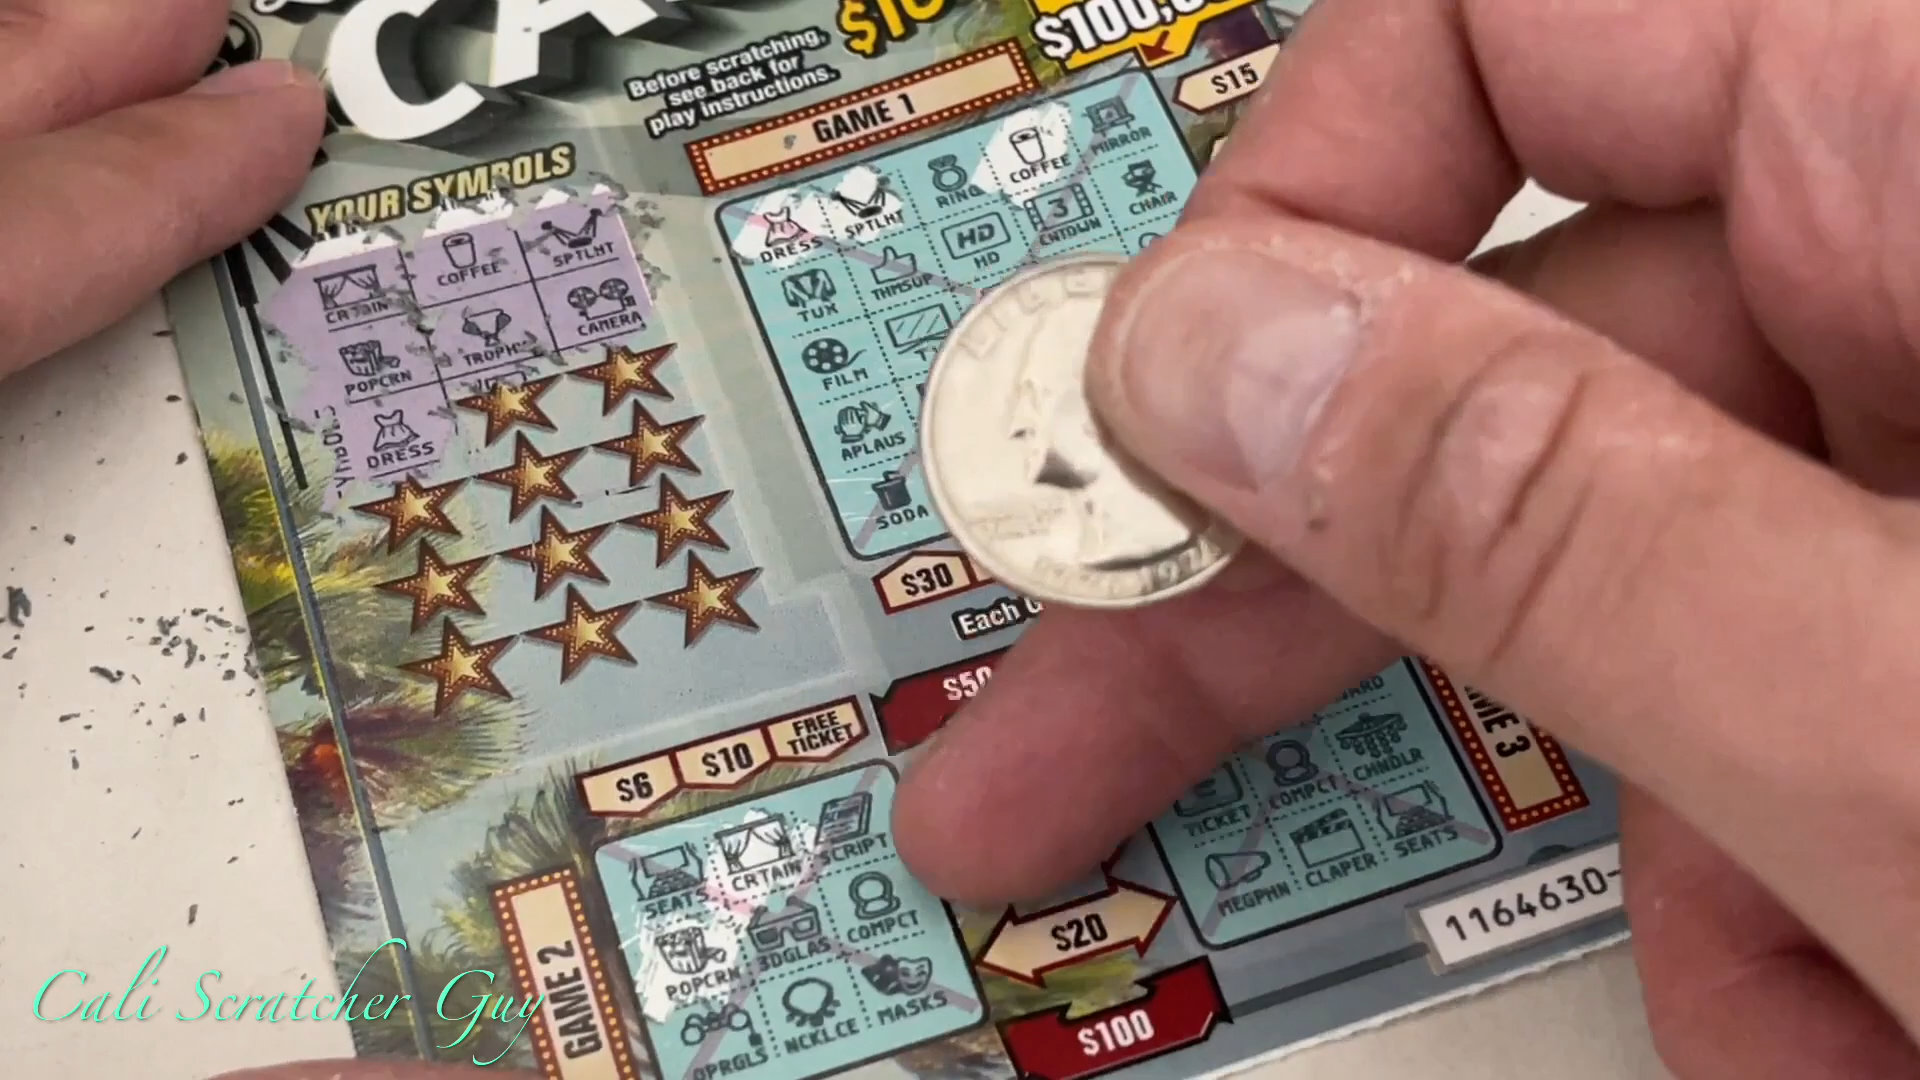 CA
$10
$100,
Before scratching,
see back for
play instructions.
GAME 1
$15
YOUR SYMBOLS
CRTAIN
COFFEE
SPTLHT
POPCRN
TROPHY
CAMERA
DRESS
DRESS
SPTLHT
RING
COFFEE
MIRROR
TUX
THMSUP
HD
HD
3
CNTDWN
CHAIR
FILM
APLAUS
SODA
$30
Each
$50
$6
$10
FREE
TICKET
GAME 2
SEATS
CRTAIN
SCRIPT
POPCRN
3DGLAS
COMPCT
OPRGLS
NCKLCE
MASKS
CHNDLR
TICKET
COMPCT
MEGPHN
CLAPER
SEATS
$20
$100
1164630-
Cali Scratcher Guy